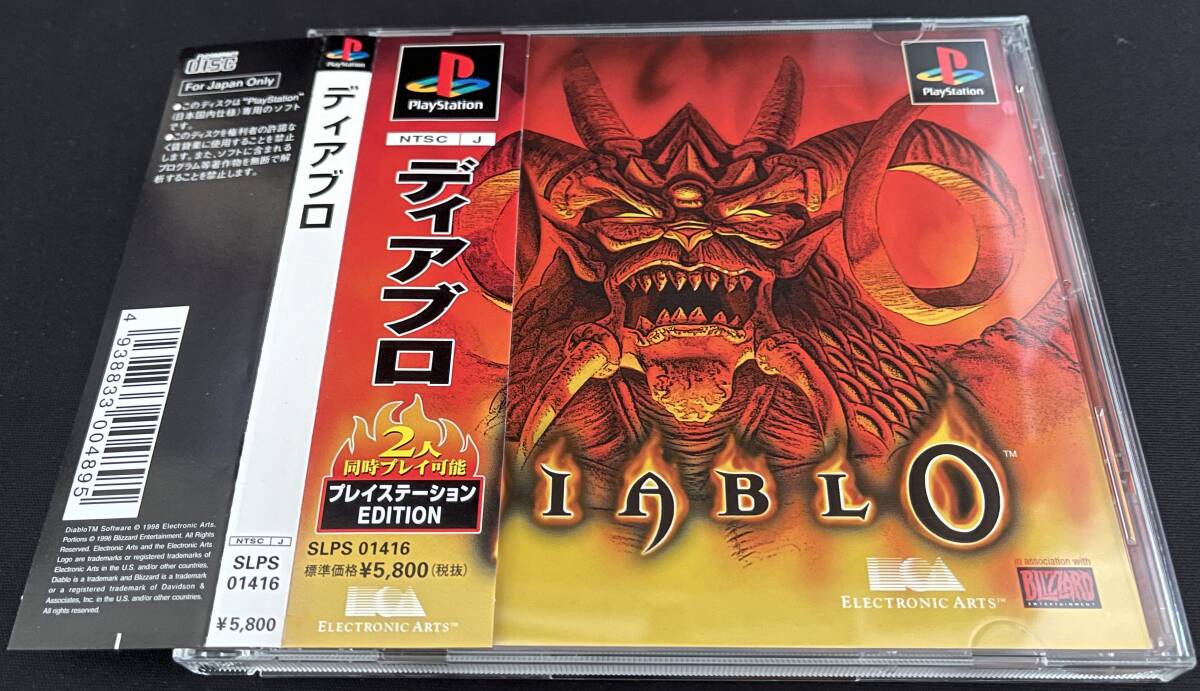 COMPACT
disc
For Japan Only
●このディスクは"PlayStation"
(日本国内仕様)専用のソフト
です。
●このディスクを権利者の許諾な
く賃貸業に使用することを禁止
します。また、ソフトに含まれる
プログラム等著作物を無断で解
析することを禁止します。
4 938833 004895
DiabloTM Software © 1998 Electronic Arts.
Portions © 1996 Blizzard Entertainment. All Rights
Reserved. Electronic Arts and the Electronic Arts
Logo are trademarks or registered trademarks of
Electronic Arts in the U.S. and/or other countries.
Diablo is a trademark and Blizzard is a trademark
or a registered trademark of Davidson &
Associates, Inc. in the U.S. and/or other countries.
All rights reserved.
PlayStation
ディアブロ
NTSC J
SLPS
01416
¥5,800
PlayStation
NTSC J
ディアブロ
2人
同時プレイ可能
プレイステーション
EDITION
SLPS 01416
標準価格¥5,800(税抜)
ELECTRONIC ARTS™
PlayStation
IABLO™
ELECTRONIC ARTS™
in association with
BLIZZARD
ENTERTAINMENT